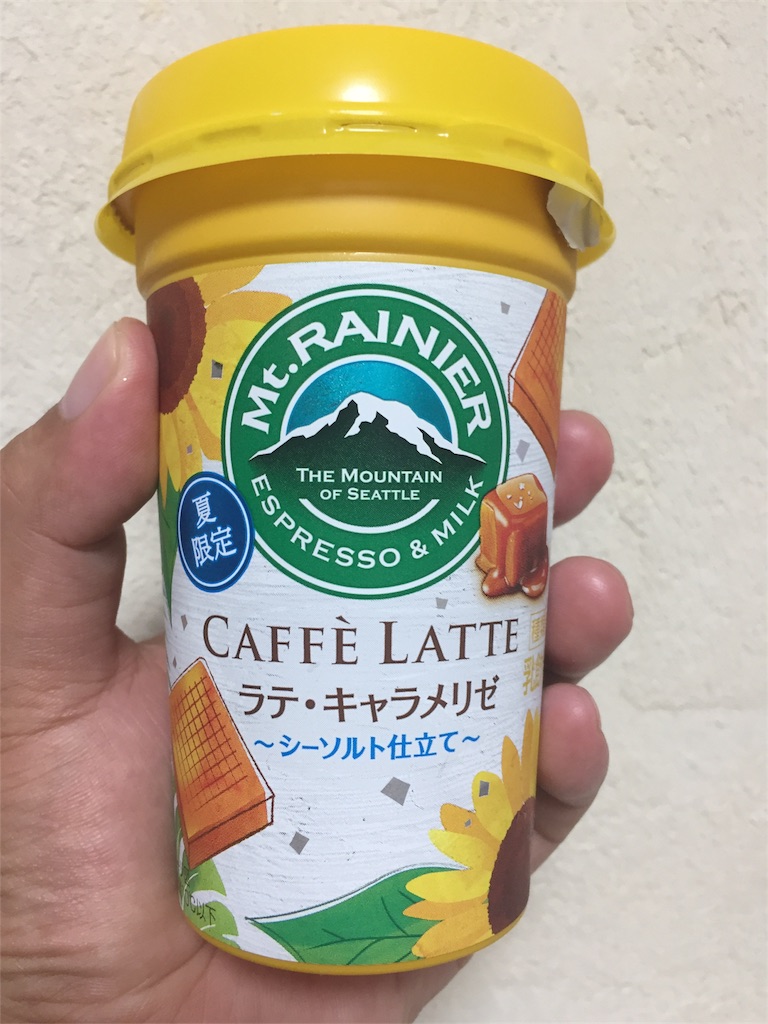 Mt. RAINIER
THE MOUNTAIN
OF SEATTLE
ESPRESSO & MILK
夏
限定
CAFFÈ LATTE
ラテ・キャラメリゼ
～シーソルト仕立て～